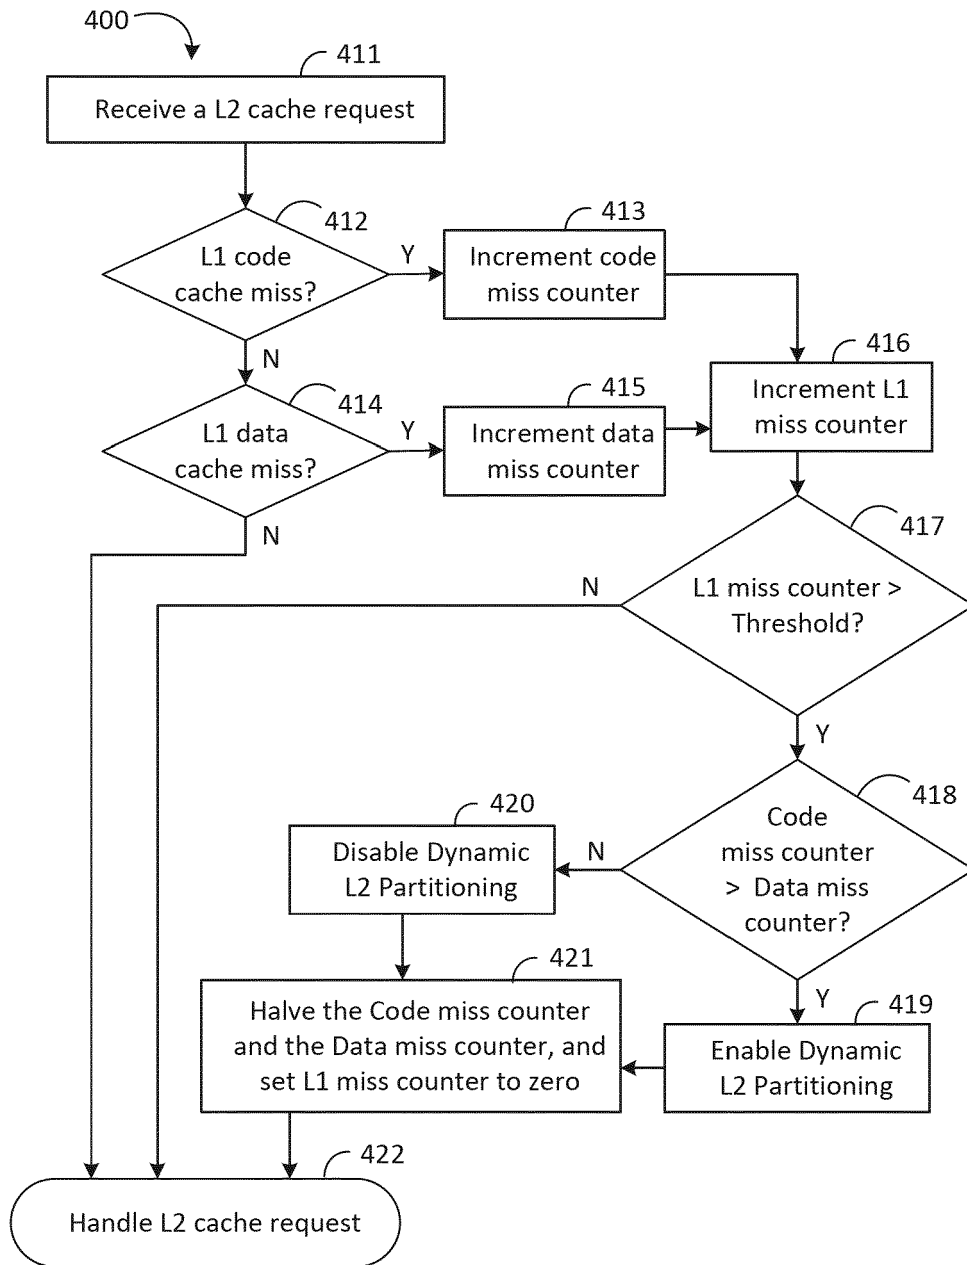 400
411
Receive a L2 cache request
412
L1 code
cache miss?
Y
413
Increment code
miss counter
N
414
L1 data
cache miss?
Y
415
Increment data
miss counter
416
Increment L1
miss counter
N
417
L1 miss counter >
Threshold?
N
Y
418
Code
miss counter
> Data miss
counter?
N
420
Disable Dynamic
L2 Partitioning
Y
419
Enable Dynamic
L2 Partitioning
421
Halve the Code miss counter
and the Data miss counter, and
set L1 miss counter to zero
422
Handle L2 cache request